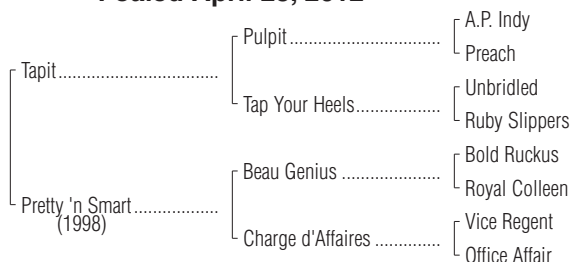 A.P. Indy
Pulpit
Preach
Tapit
Unbridled
Tap Your Heels
Ruby Slippers
Bold Ruckus
Beau Genius
Royal Colleen
Pretty 'n Smart
(1998)
Vice Regent
Charge d'Affaires
Office Affair